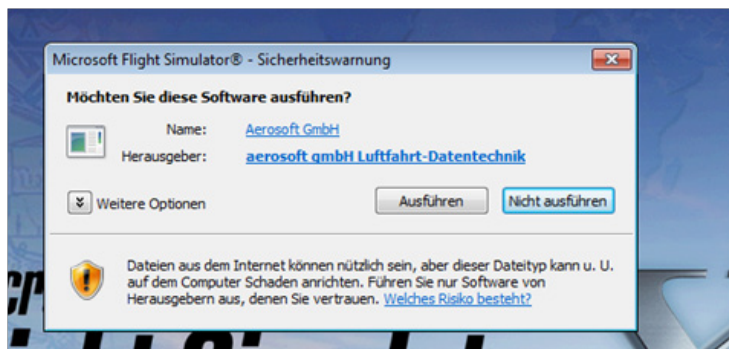 Microsoft Flight Simulator® - Sicherheitswarnung
Möchten Sie diese Software ausführen?
Name: Aerosoft GmbH
Herausgeber: aerosoft gmbH Luftfahrt-Datentechnik
Weitere Optionen
Ausführen
Nicht ausführen
Dateien aus dem Internet können nützlich sein, aber dieser Dateityp kann u. U.
auf dem Computer Schaden anrichten. Führen Sie nur Software von
Herausgebern aus, denen Sie vertrauen. Welches Risiko besteht?